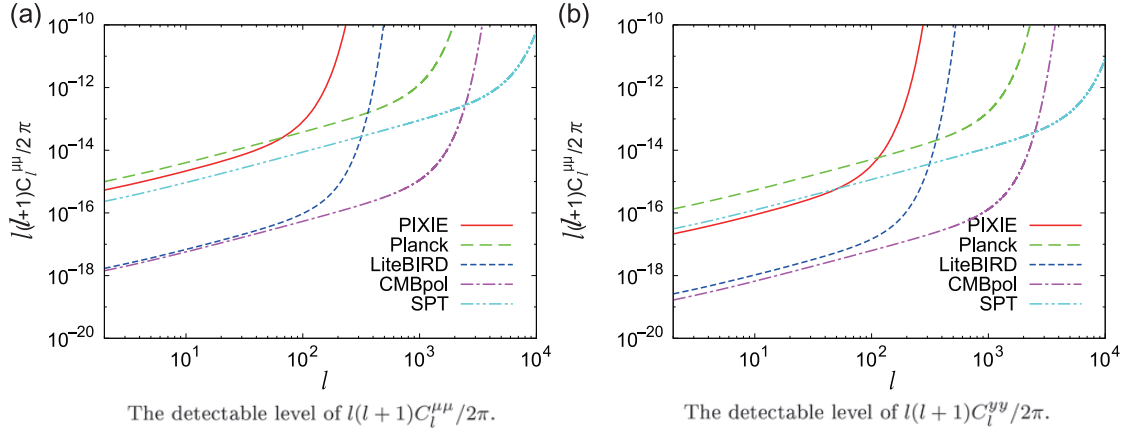 (a)
l(l+1)C_l^{μμ}/2π
10^{-10}
10^{-12}
10^{-14}
10^{-16}
10^{-18}
10^{-20}
PIXIE
Planck
LiteBIRD
CMBpol
SPT
10^1 10^2 10^3 10^4
l
The detectable level of l(l + 1)C_l^{μμ}/2π.
(b)
l(l+1)C_l^{μμ}/2π
10^{-10}
10^{-12}
10^{-14}
10^{-16}
10^{-18}
10^{-20}
PIXIE
Planck
LiteBIRD
CMBpol
SPT
10^1 10^2 10^3 10^4
l
The detectable level of l(l + 1)C_l^{yy}/2π.